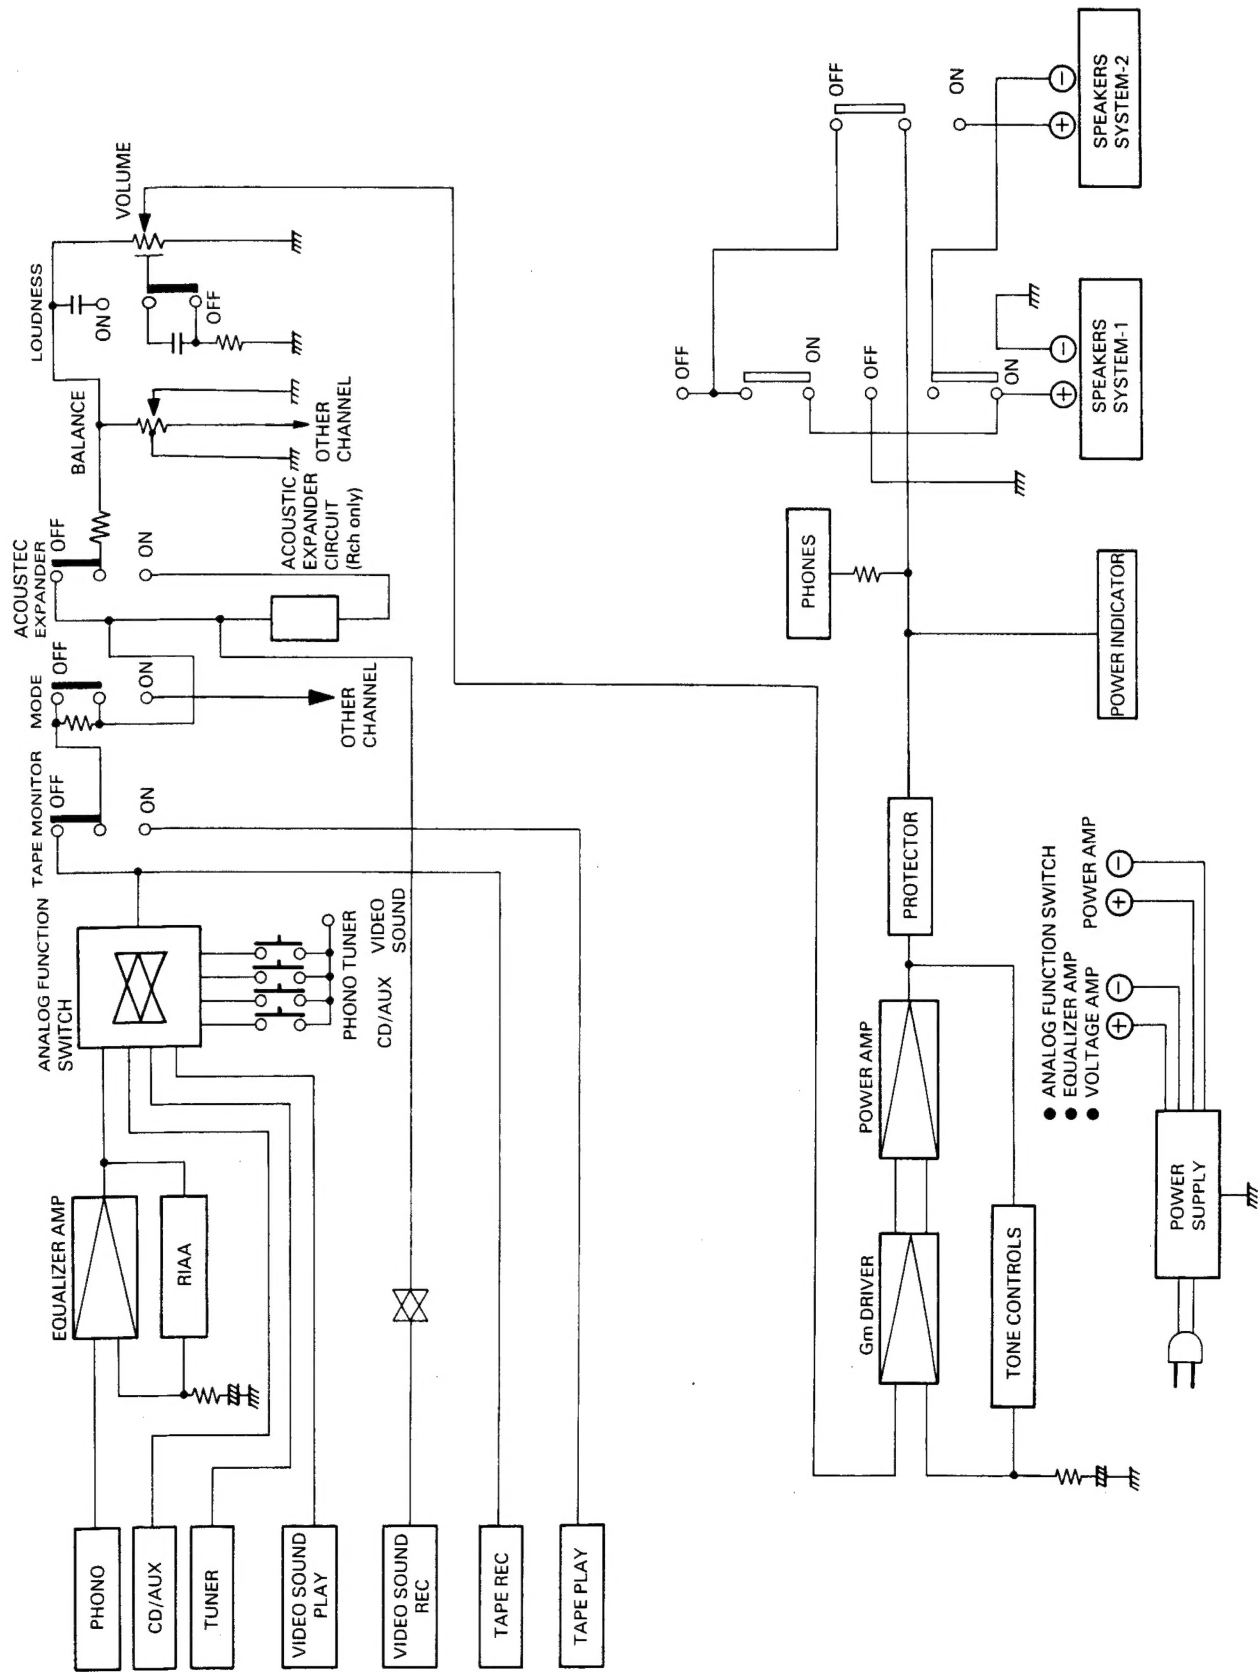 PHONO
CD/AUX
TUNER
VIDEO SOUND
PLAY
VIDEO SOUND
REC
TAPE REC
TAPE PLAY
EQUALIZER AMP
RIAA
ANALOG FUNCTION
SWITCH
PHONO TUNER
CD/AUX
VIDEO
SOUND
TAPE MONITOR
OFF
ON
MODE
OFF
ON
OTHER
CHANNEL
ACOUSTEC
EXPANDER
OFF
ON
ACOUSTIC
EXPANDER
CIRCUIT
(Rch only)
BALANCE
OTHER
CHANNEL
LOUDNESS
ON
OFF
VOLUME
Gm DRIVER
POWER AMP
TONE CONTROLS
PROTECTOR
PHONES
POWER INDICATOR
OFF
ON
OFF
ON
OFF
ON
+
-
SPEAKERS
SYSTEM-1
+
-
SPEAKERS
SYSTEM-2
POWER
SUPPLY
● ANALOG FUNCTION SWITCH
● EQUALIZER AMP
● VOLTAGE AMP
+
-
POWER AMP
+
-